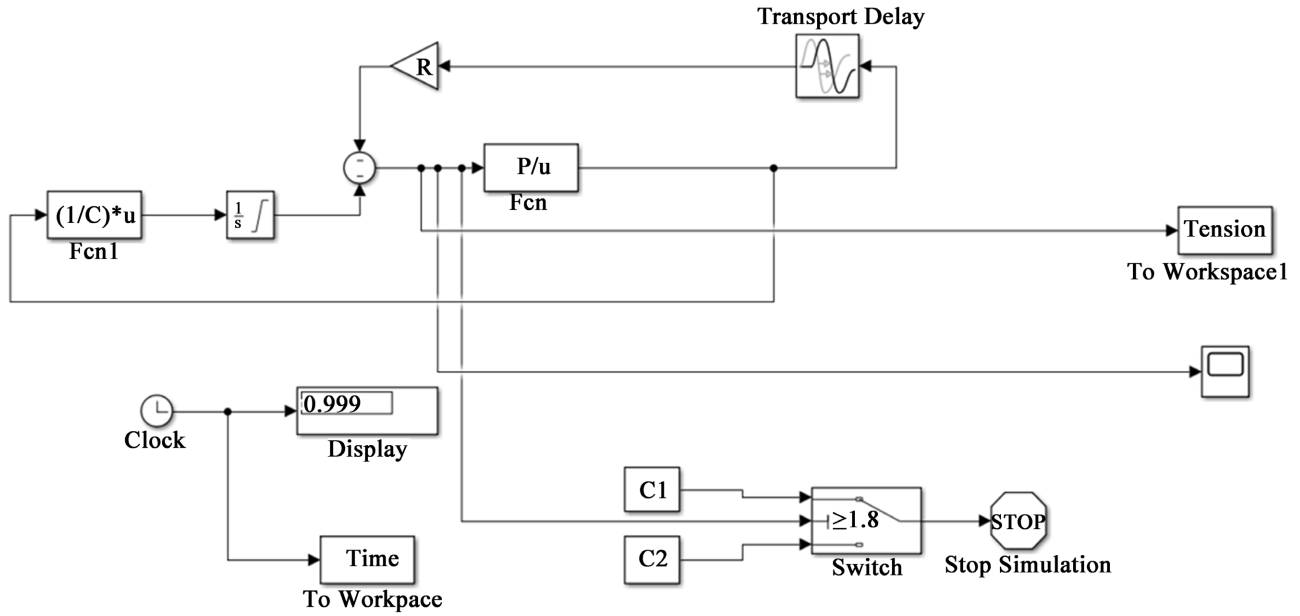 Transport Delay
R
-
-
P/u
Fcn
(1/C)*u
Fcn1
1
s
Tension
To Workspace1
0.999
Clock
Display
C1
≥1.8
STOP
C2
Switch
Stop Simulation
Time
To Workpace